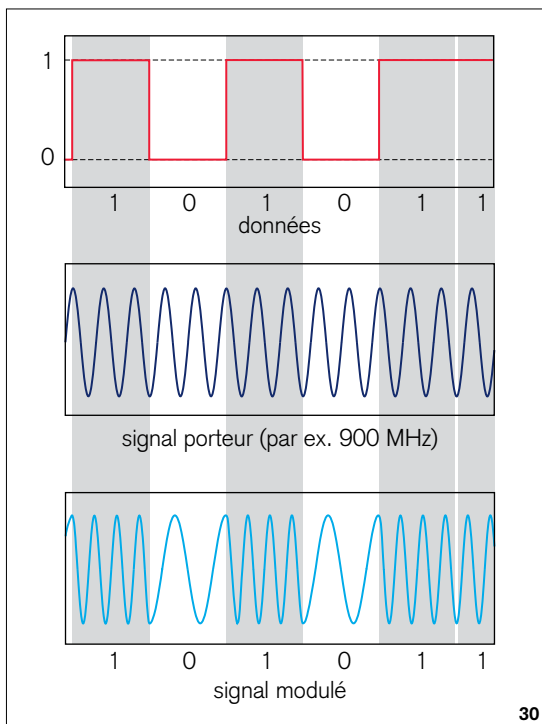 1
0
1 0 1 0 1 1
données
signal porteur (par ex. 900 MHz)
1 0 1 0 1 1
signal modulé
30